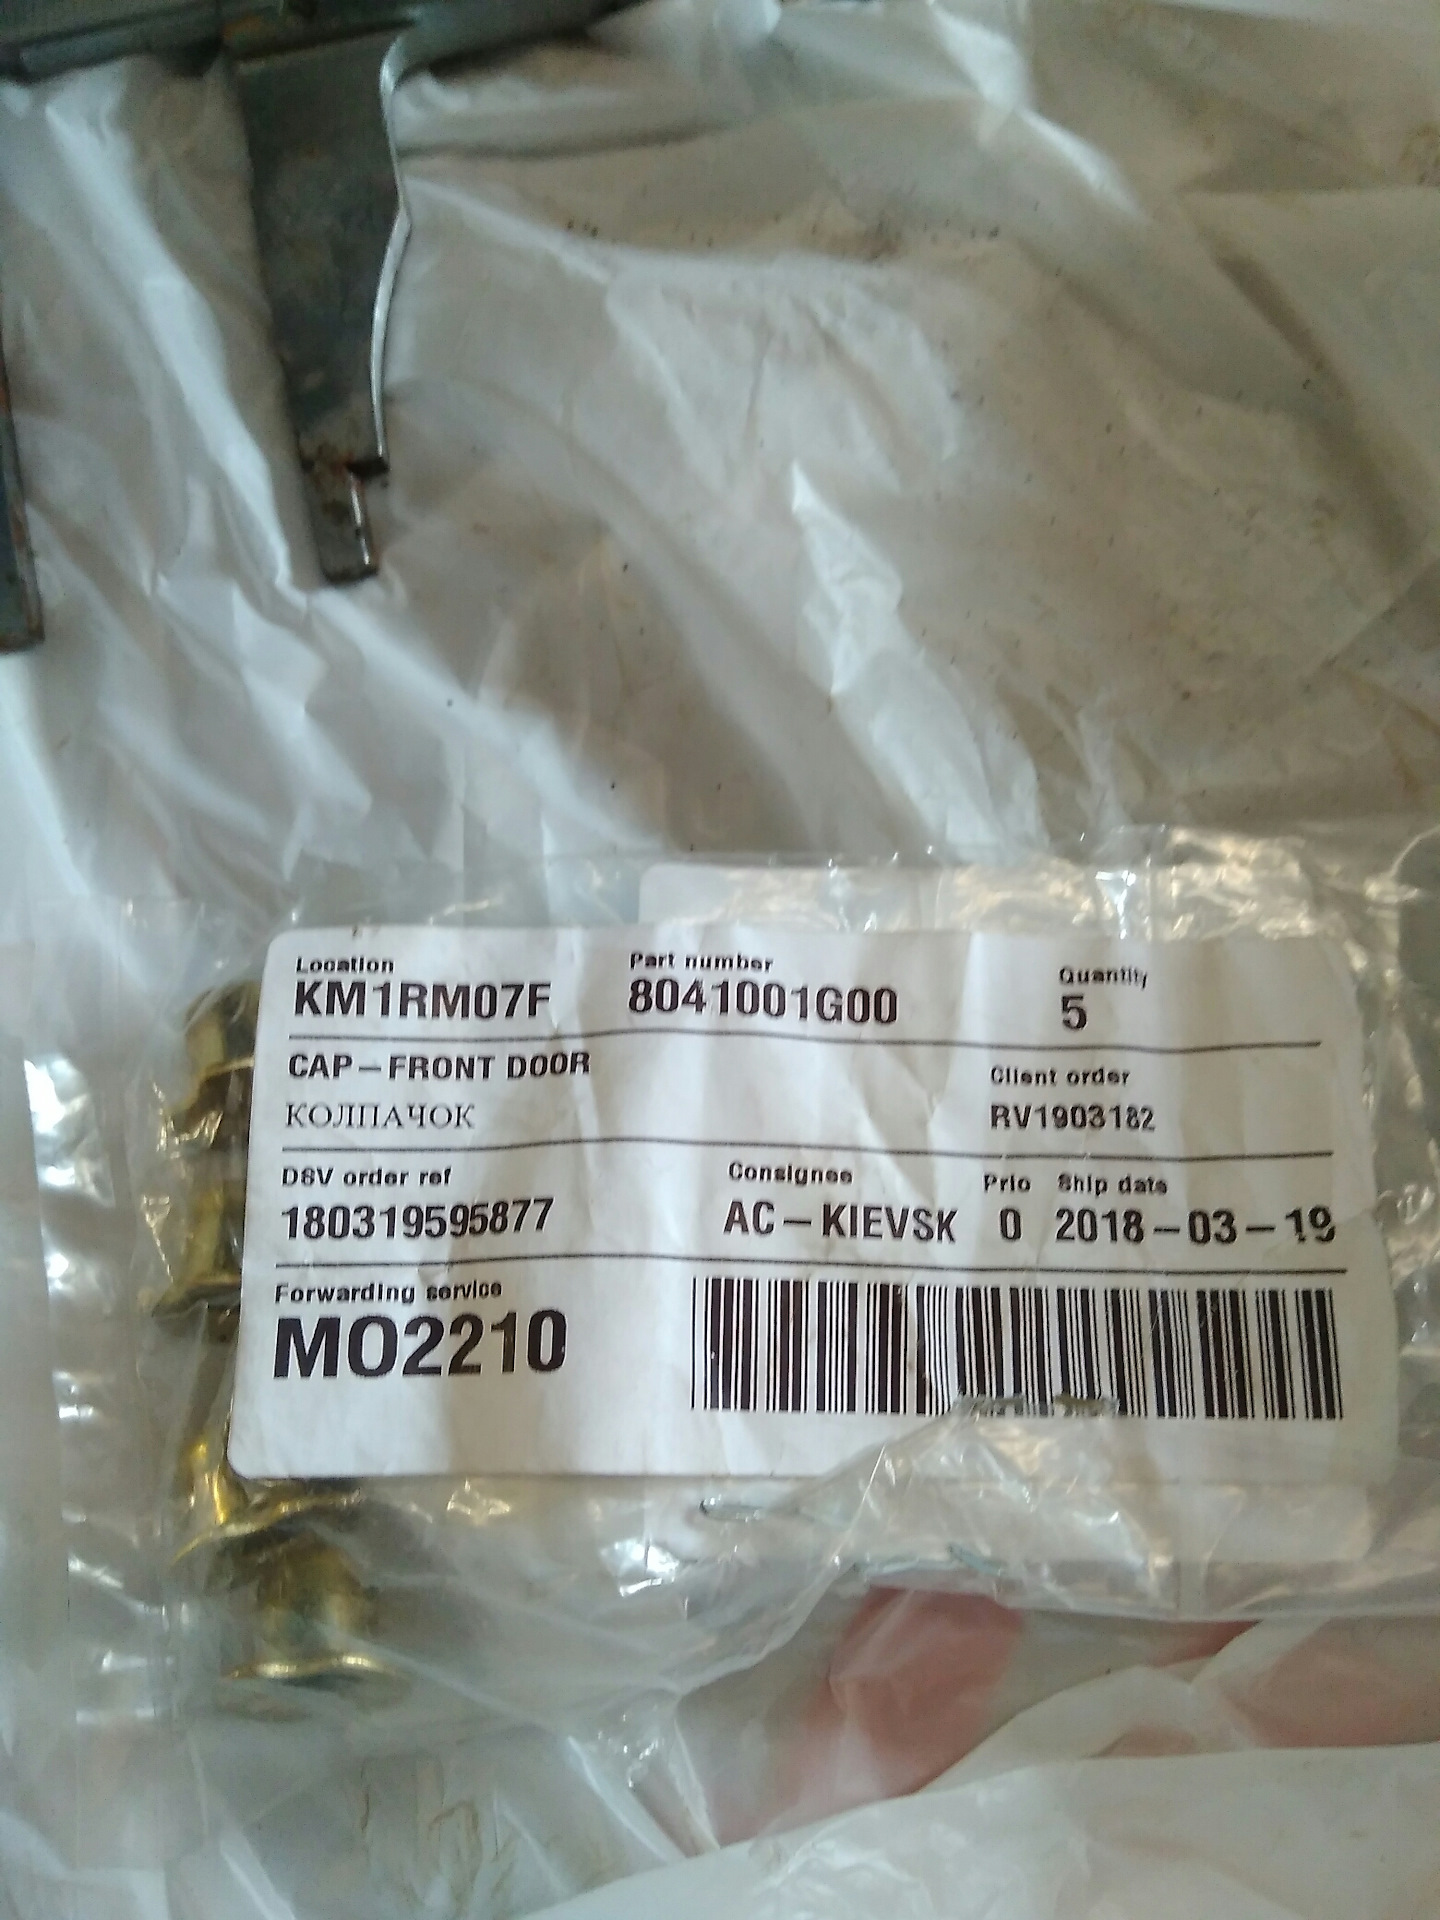 Location Part number Quantity
KM1RM07F 8041001G00 5
CAP-FRONT DOOR Client order
КОЛПАЧОК RV1903182
DSV order ref Consignee Prio Ship date
180319595877 AC-KIEVSK 0 2018-03-19
Forwarding service
MO2210